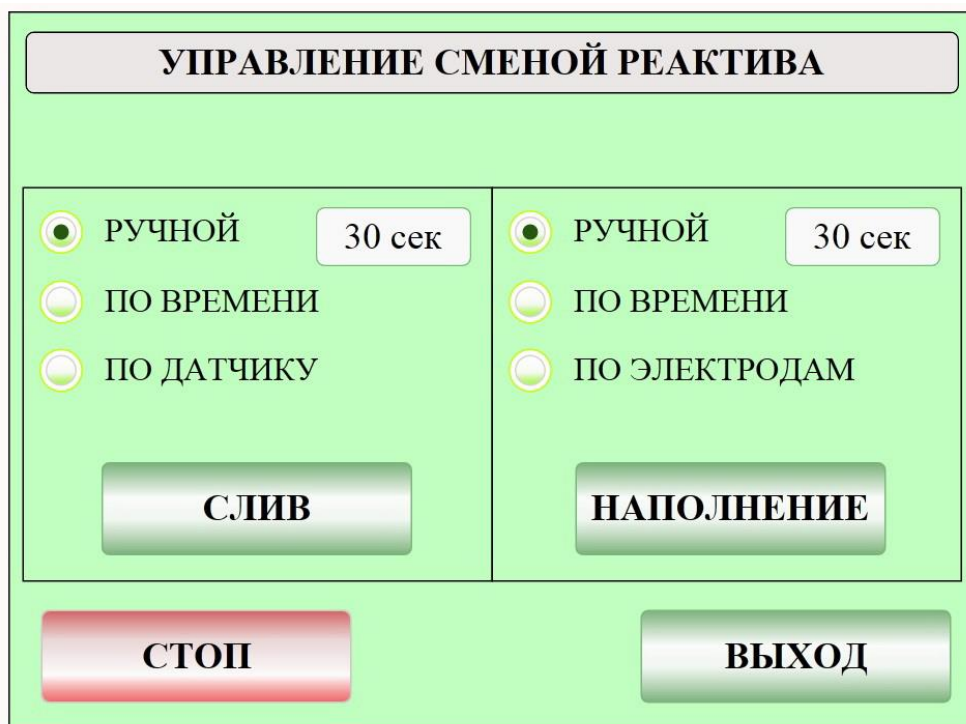 УПРАВЛЕНИЕ СМЕНОЙ РЕАКТИВА
РУЧНОЙ
30 сек
ПО ВРЕМЕНИ
ПО ДАТЧИКУ
СЛИВ
РУЧНОЙ
30 сек
ПО ВРЕМЕНИ
ПО ЭЛЕКТРОДАМ
НАПОЛНЕНИЕ
СТОП
ВЫХОД